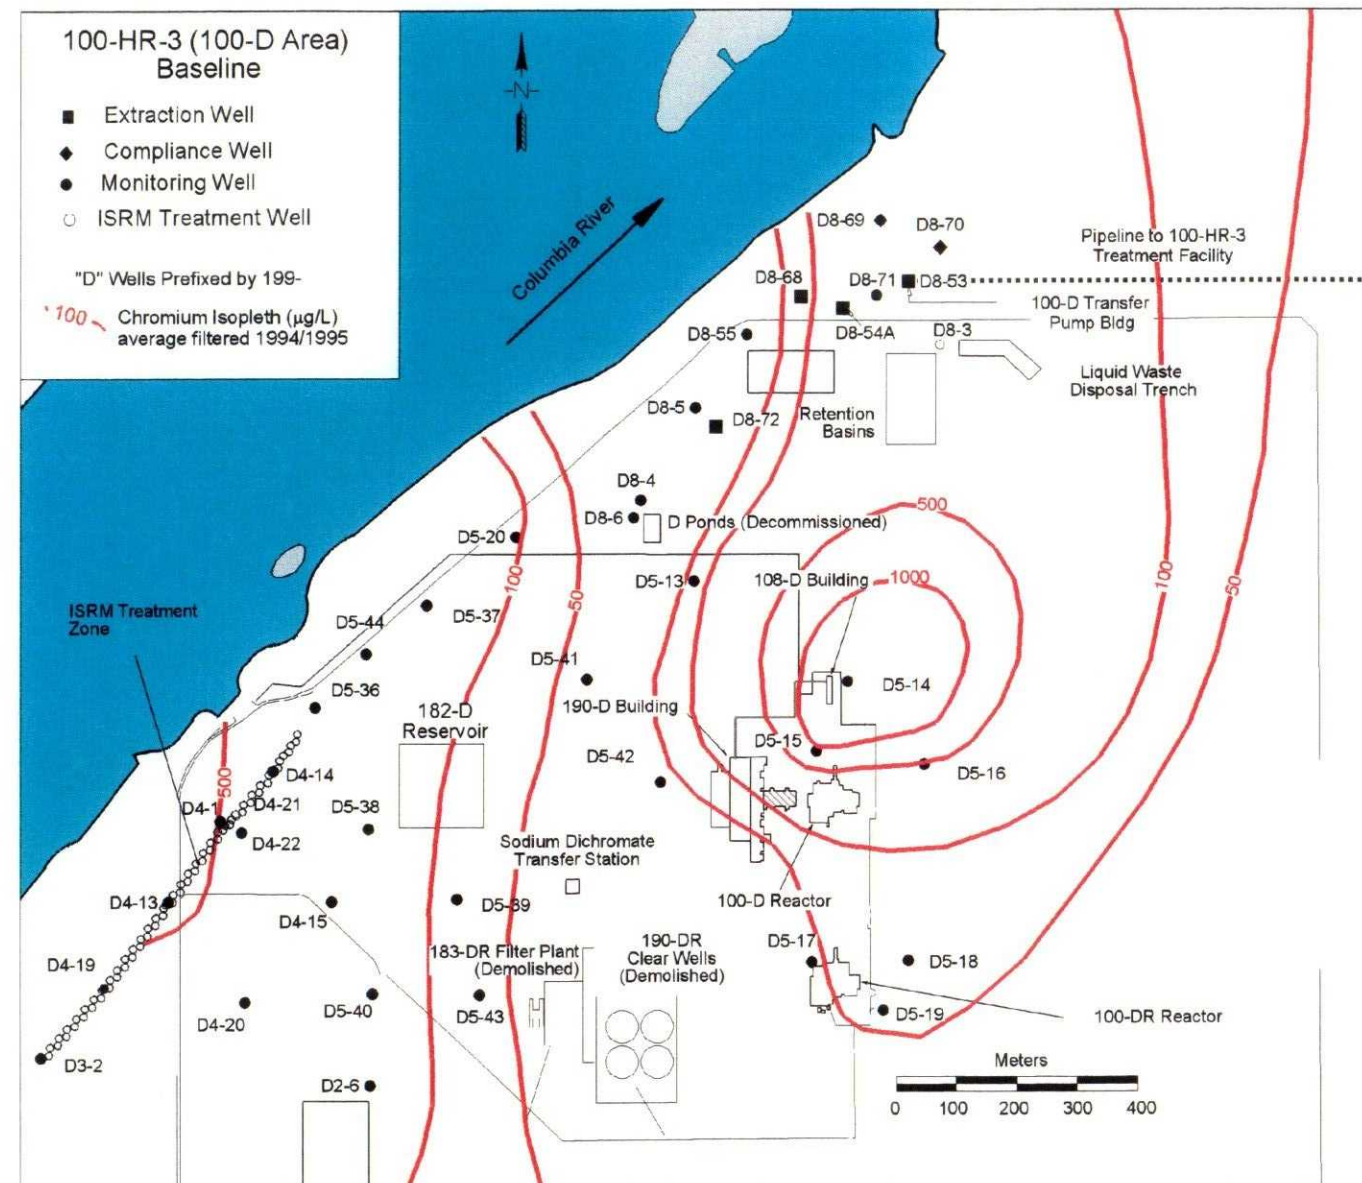 100-HR-3 (100-D Area)
Baseline
Extraction Well
Compliance Well
Monitoring Well
ISRM Treatment Well
"D" Wells Prefixed by 199-
100
Chromium Isopleth (µg/L)
average filtered 1994/1995
N
Columbia River
D8-69
D8-70
Pipeline to 100-HR-3
Treatment Facility
D8-68
D8-71
D8-53
100-D Transfer
Pump Bldg
D8-55
D8-54A
D8-3
Liquid Waste
Disposal Trench
D8-5
D8-72
Retention
Basins
D8-4
500
D8-6
D Ponds (Decommissioned)
D5-20
100
50
D5-13
108-D Building
1000
100
50
ISRM Treatment
Zone
D5-44
D5-37
D5-41
D5-14
D5-36
190-D Building
182-D
Reservoir
D5-15
D5-42
D5-16
500
D4-14
D4-1
D4-21
D5-38
D4-22
Sodium Dichromate
Transfer Station
D4-13
D4-15
D5-39
100-D Reactor
D5-17
183-DR Filter Plant
(Demolished)
190-DR
Clear Wells
(Demolished)
D5-18
D4-19
D4-20
D5-40
D5-43
D5-19
100-DR Reactor
D3-2
D2-6
Meters
0 100 200 300 400